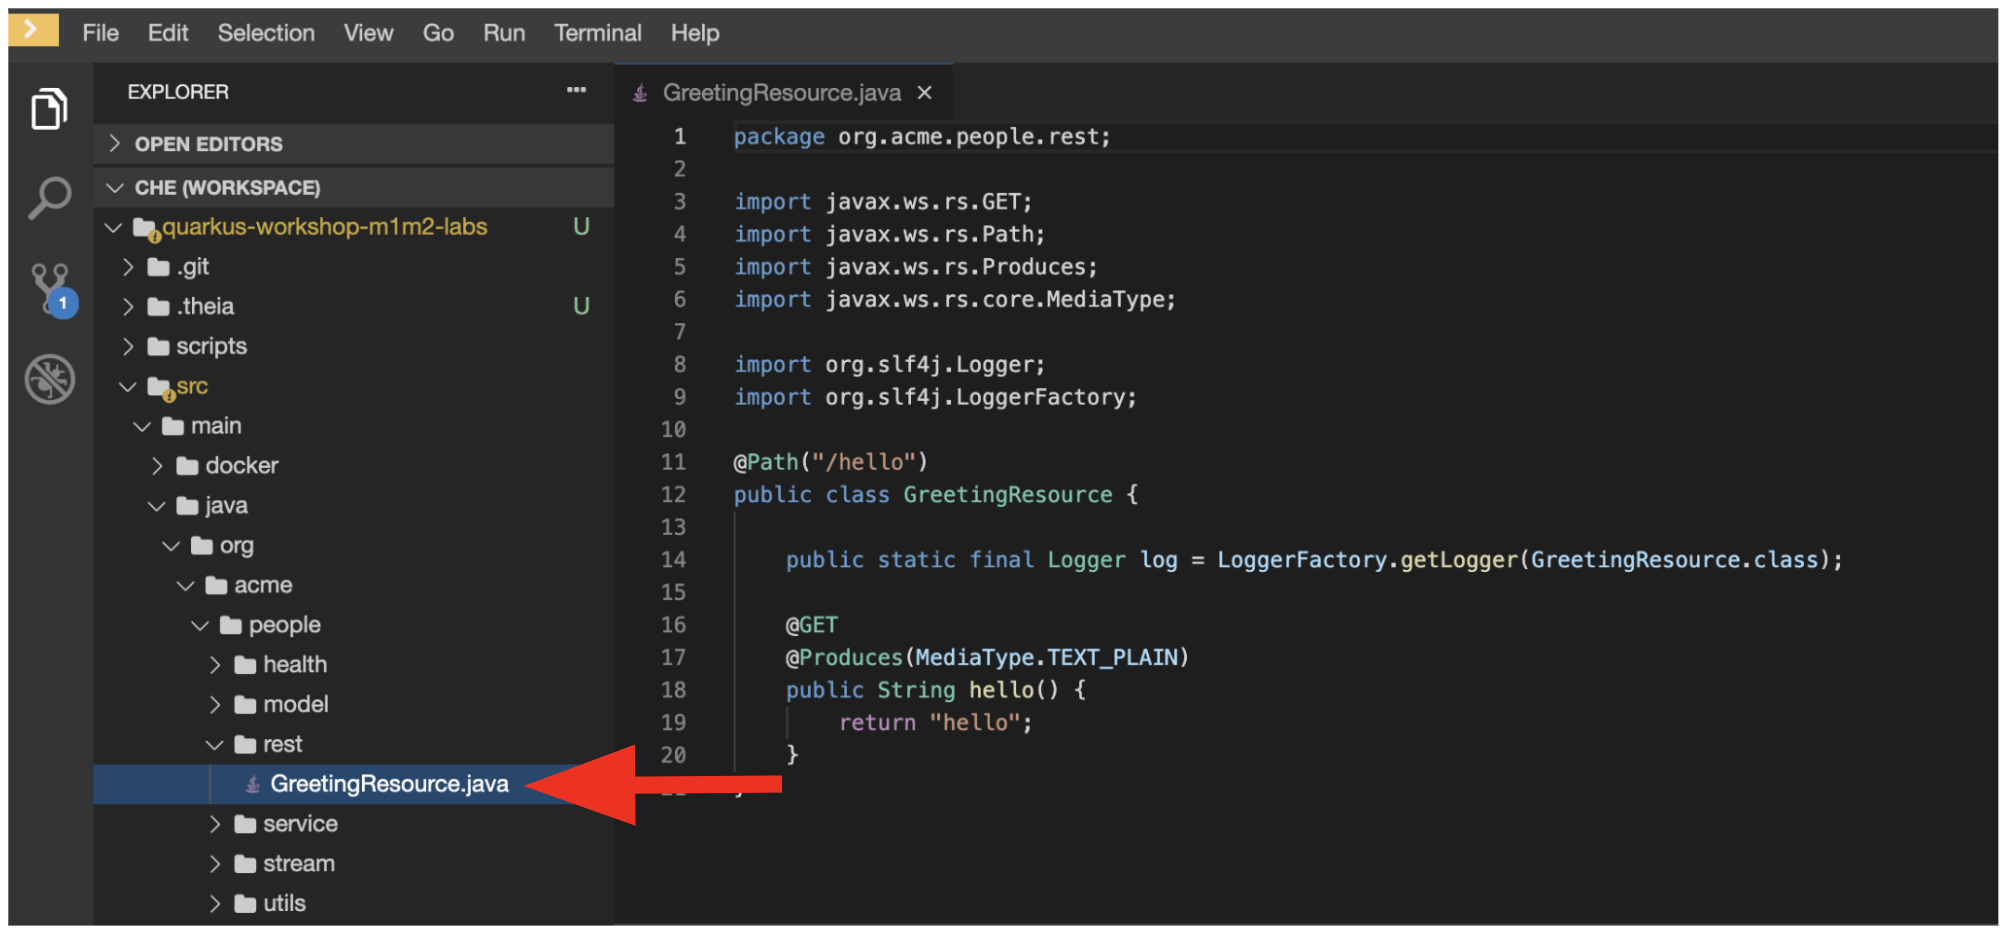 File Edit Selection View Go Run Terminal Help
EXPLORER ···
OPEN EDITORS
CHE (WORKSPACE)
quarkus-workshop-m1m2-labs U
.git
.theia U
scripts
src
main
docker
java
org
acme
people
health
model
rest
GreetingResource.java
service
stream
utils
1
GreetingResource.java ×
1 package org.acme.people.rest;
2
3 import javax.ws.rs.GET;
4 import javax.ws.rs.Path;
5 import javax.ws.rs.Produces;
6 import javax.ws.rs.core.MediaType;
7
8 import org.slf4j.Logger;
9 import org.slf4j.LoggerFactory;
10
11 @Path("/hello")
12 public class GreetingResource {
13
14 public static final Logger log = LoggerFactory.getLogger(GreetingResource.class);
15
16 @GET
17 @Produces(MediaType.TEXT_PLAIN)
18 public String hello() {
19 return "hello";
20 }